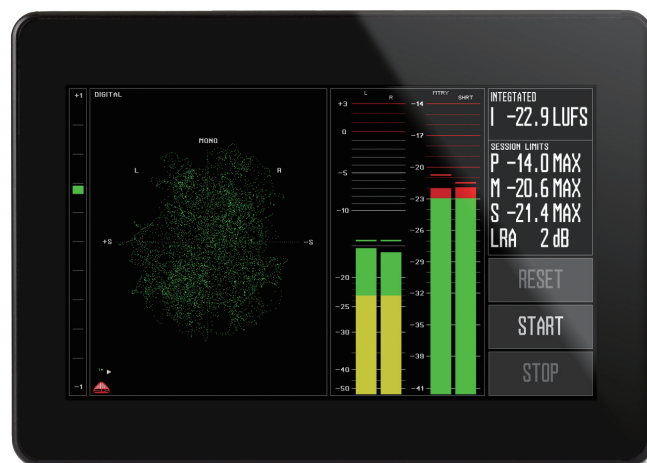 +1
DIGITAL
MONO
L
R
+S
-S
-1
L
R
+3
0
-5
-10
-20
-25
-30
-40
-50
MTRY
SHRT
-14
-17
-20
-23
-26
-29
-32
-35
-38
-41
INTEGTATED
I -22.9 LUFS
SESSION LIMITS
P -14.0 MAX
M -20.6 MAX
S -21.4 MAX
LRA 2 dB
RESET
START
STOP